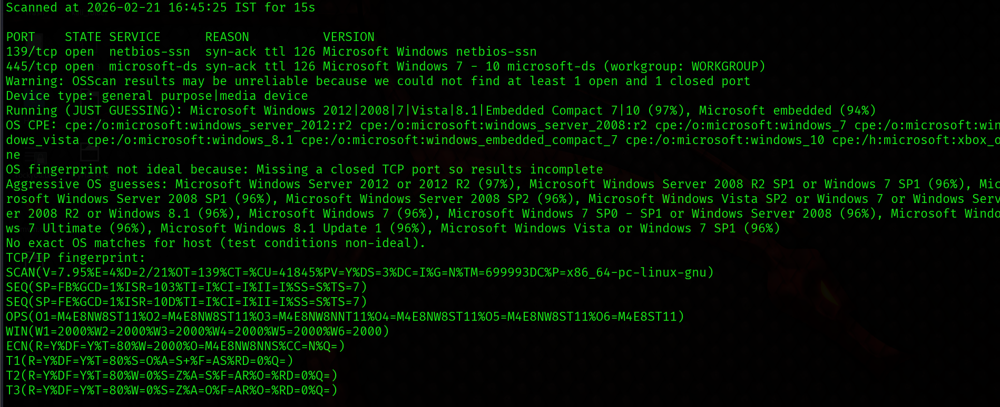 Scanned at 2026-02-21 16:45:25 IST for 15s
PORT    STATE SERVICE      REASON          VERSION
139/tcp open  netbios-ssn  syn-ack ttl 126 Microsoft Windows netbios-ssn
445/tcp open  microsoft-ds syn-ack ttl 126 Microsoft Windows 7 - 10 microsoft-ds (workgroup: WORKGROUP)
Warning: OSScan results may be unreliable because we could not find at least 1 open and 1 closed port
Device type: general purpose|media device
Running (JUST GUESSING): Microsoft Windows 2012|2008|7|Vista|8.1|Embedded Compact 7|10 (97%), Microsoft embedded (94%)
OS CPE: cpe:/o:microsoft:windows_server_2012:r2 cpe:/o:microsoft:windows_server_2008:r2 cpe:/o:microsoft:windows_7 cpe:/o:microsoft:win
dows_vista cpe:/o:microsoft:windows_8.1 cpe:/o:microsoft:windows_embedded_compact_7 cpe:/o:microsoft:windows_10 cpe:/h:microsoft:xbox_o
ne
OS fingerprint not ideal because: Missing a closed TCP port so results incomplete
Aggressive OS guesses: Microsoft Windows Server 2012 or 2012 R2 (97%), Microsoft Windows Server 2008 R2 SP1 or Windows 7 SP1 (96%), Mic
rosoft Windows Server 2008 SP1 (96%), Microsoft Windows Server 2008 SP2 (96%), Microsoft Windows Vista SP2 or Windows 7 or Windows Serv
er 2008 R2 or Windows 8.1 (96%), Microsoft Windows 7 (96%), Microsoft Windows 7 SP0 - SP1 or Windows Server 2008 (96%), Microsoft Windo
ws 7 Ultimate (96%), Microsoft Windows 8.1 Update 1 (96%), Microsoft Windows Vista or Windows 7 SP1 (96%)
No exact OS matches for host (test conditions non-ideal).
TCP/IP fingerprint:
SCAN(V=7.95%E=4%D=2/21%OT=139%CT=%CU=41845%PV=Y%DS=3%DC=I%G=N%TM=699993DC%P=x86_64-pc-linux-gnu)
SEQ(SP=FB%GCD=1%ISR=103%TI=I%CI=I%II=I%SS=S%TS=7)
SEQ(SP=FE%GCD=1%ISR=10D%TI=I%CI=I%II=I%SS=S%TS=7)
OPS(O1=M4E8NW8ST11%O2=M4E8NW8ST11%O3=M4E8NW8NNT11%O4=M4E8NW8ST11%O5=M4E8NW8ST11%O6=M4E8ST11)
WIN(W1=2000%W2=2000%W3=2000%W4=2000%W5=2000%W6=2000)
ECN(R=Y%DF=Y%T=80%W=2000%O=M4E8NW8NNS%CC=N%Q=)
T1(R=Y%DF=Y%T=80%S=O%A=S+%F=AS%RD=0%Q=)
T2(R=Y%DF=Y%T=80%W=0%S=Z%A=S%F=AR%O=%RD=0%Q=)
T3(R=Y%DF=Y%T=80%W=0%S=Z%A=O%F=AR%O=%RD=0%Q=)